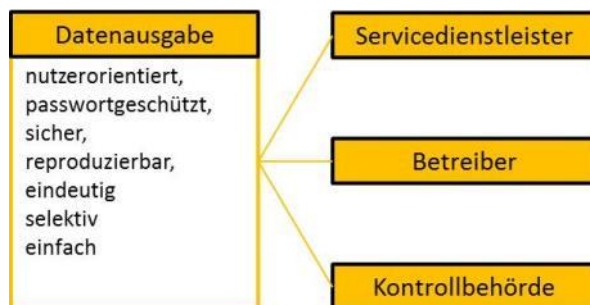 Datenausgabe
nutzerorientiert,
passwortgeschützt,
sicher,
reproduzierbar,
eindeutig
selektiv
einfach
Servicedienstleister
Betreiber
Kontrollbehörde